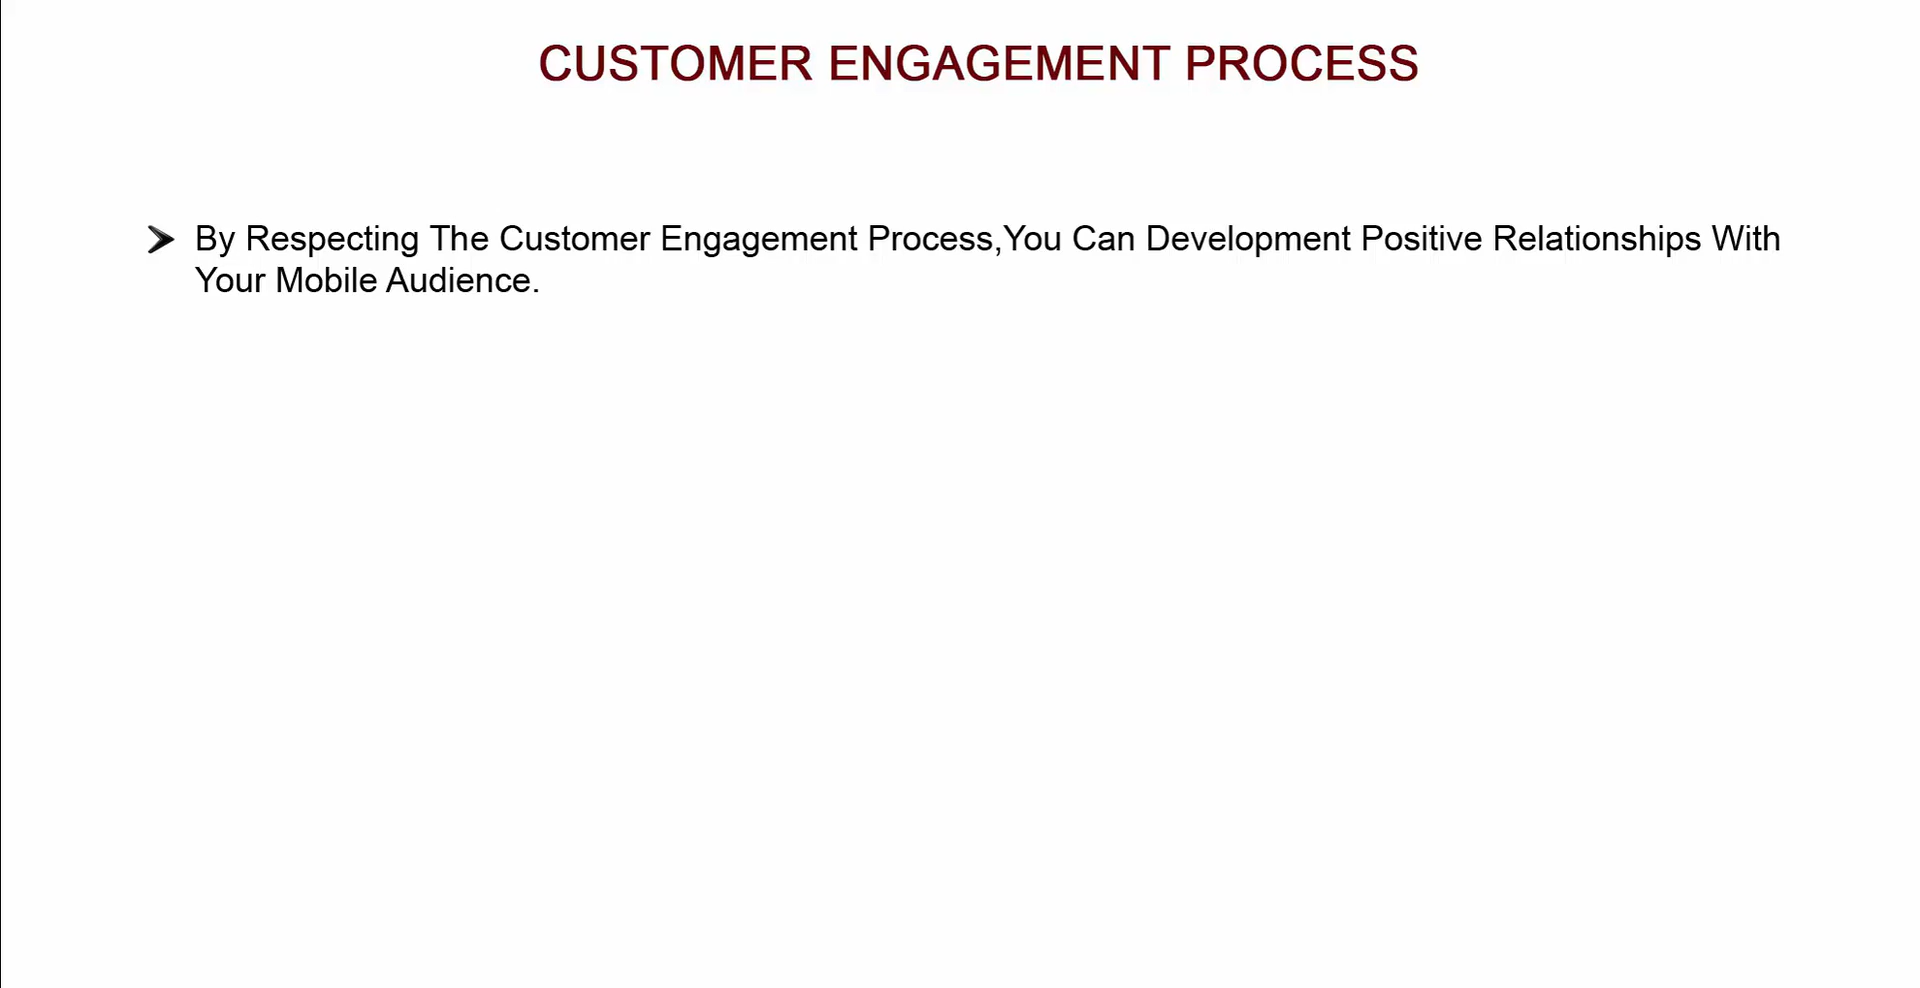 CUSTOMER ENGAGEMENT PROCESS
By Respecting The Customer Engagement Process,You Can Development Positive Relationships With
Your Mobile Audience.